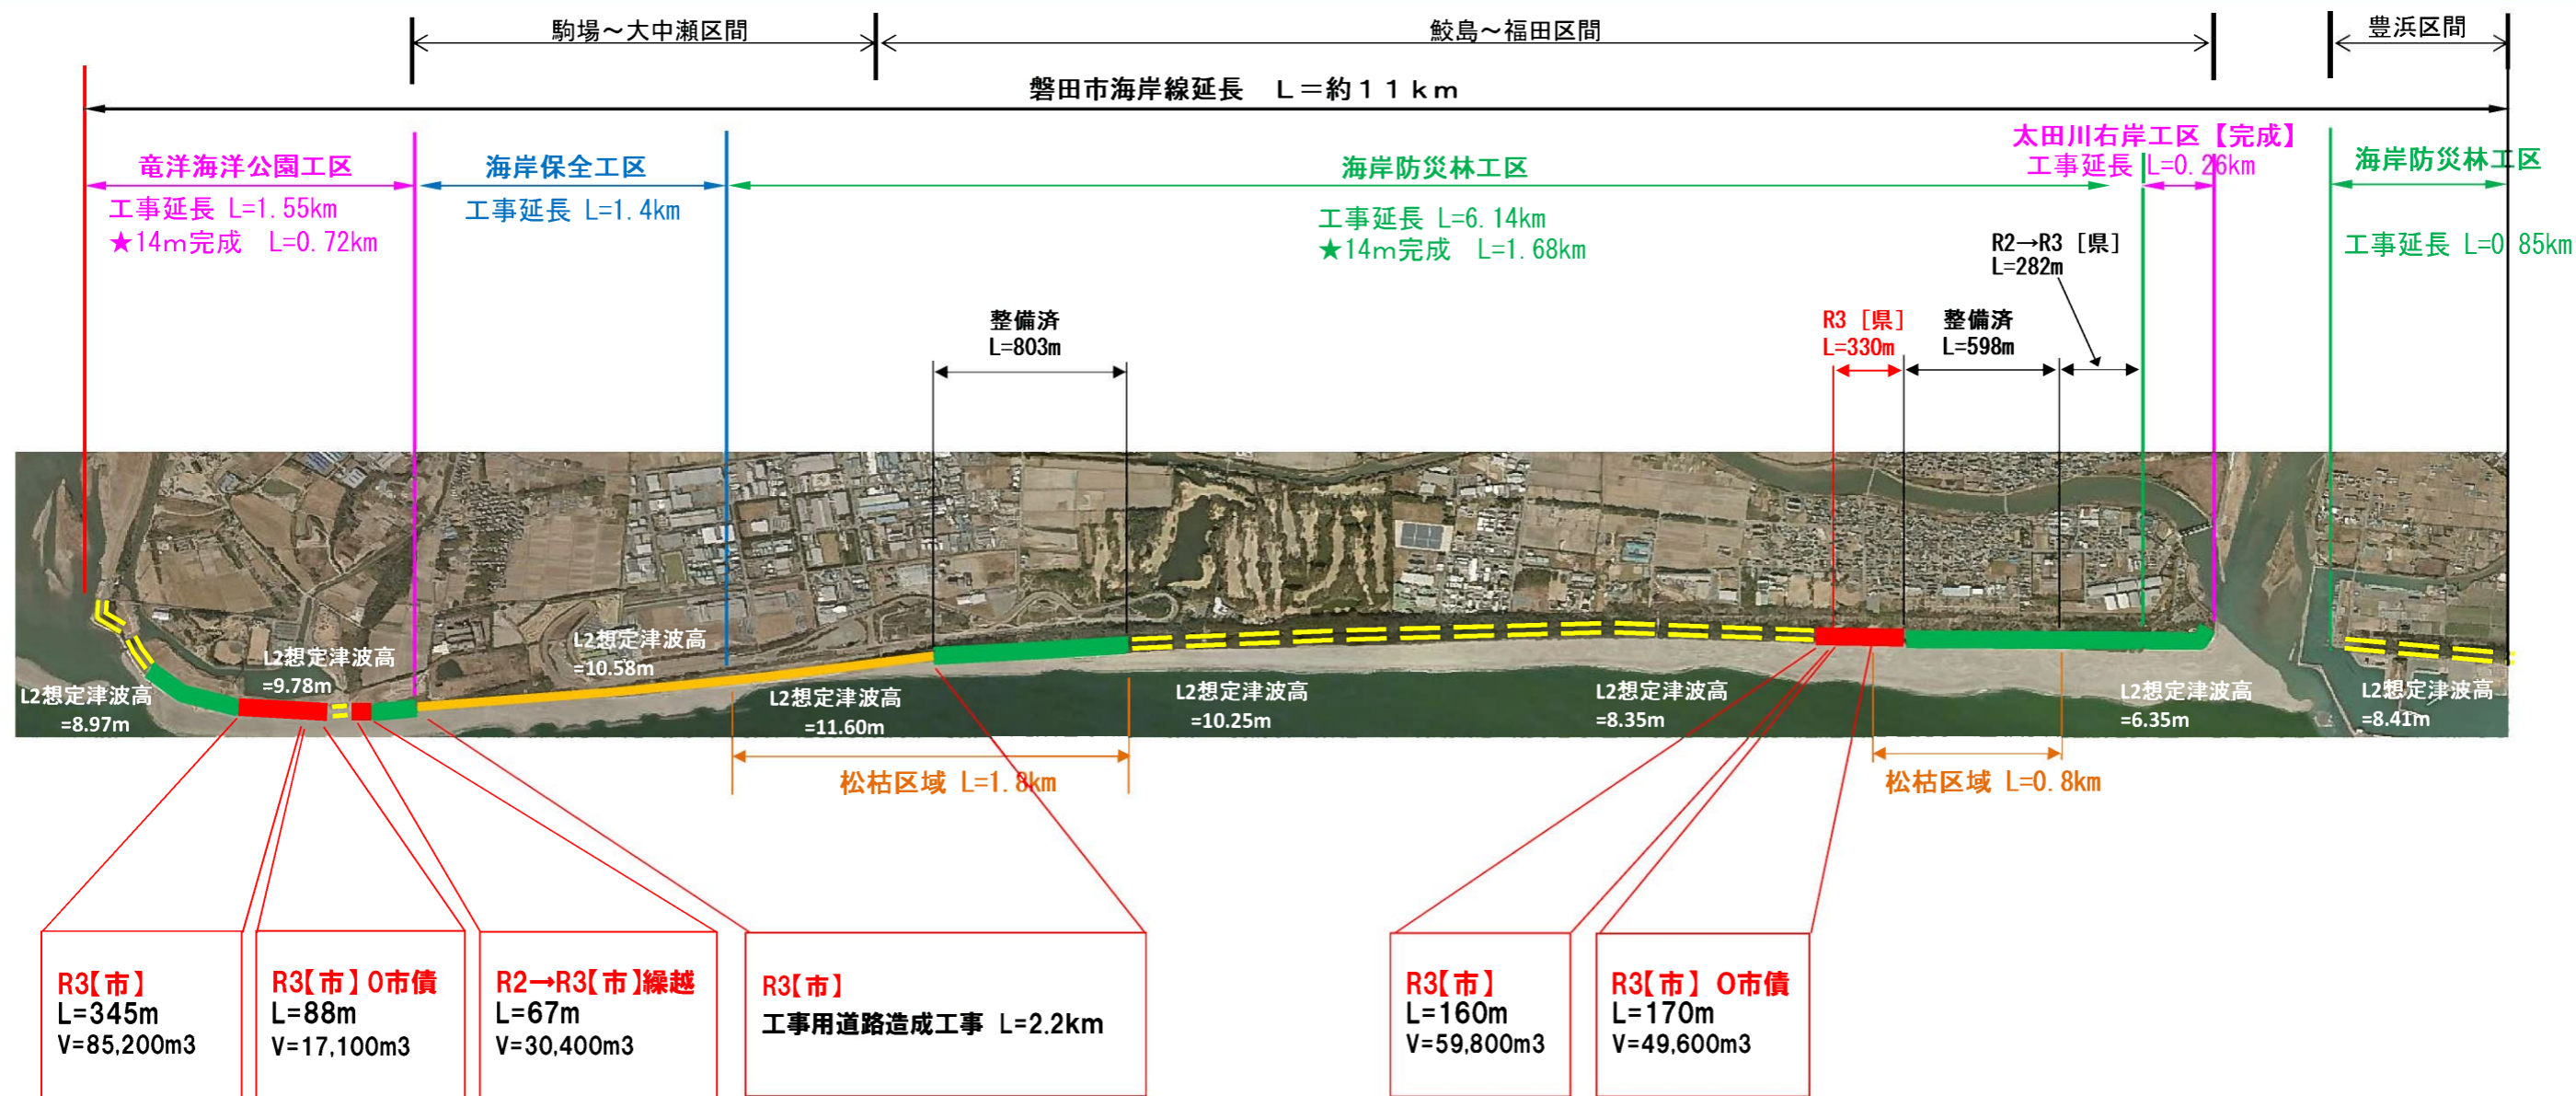 駒場～大中瀬区間
鮫島～福田区間
豊浜区間
磐田市海岸線延長　L＝約１１ｋｍ
竜洋海洋公園工区
工事延長 L=1.55km
★14m完成　L=0.72km
海岸保全工区
工事延長 L=1.4km
海岸防災林工区
工事延長 L=6.14km
★14m完成　L=1.68km
太田川右岸工区【完成】
工事延長 L=0.26km
海岸防災林工区
工事延長 L=0.85km
R2→R3［県］
L=282m
整備済
L=803m
R3［県］
L=330m
整備済
L=598m
L2想定津波高
=8.97m
L2想定津波高
=9.78m
L2想定津波高
=10.58m
L2想定津波高
=11.60m
L2想定津波高
=10.25m
L2想定津波高
=8.35m
L2想定津波高
=6.35m
L2想定津波高
=8.41m
松枯区域 L=1.8km
松枯区域 L=0.8km
R3【市】
L=345m
V=85,200m3
R3【市】0市債
L=88m
V=17,100m3
R2→R3【市】繰越
L=67m
V=30,400m3
R3【市】
工事用道路造成工事 L=2.2km
R3【市】
L=160m
V=59,800m3
R3【市】 0市債
L=170m
V=49,600m3